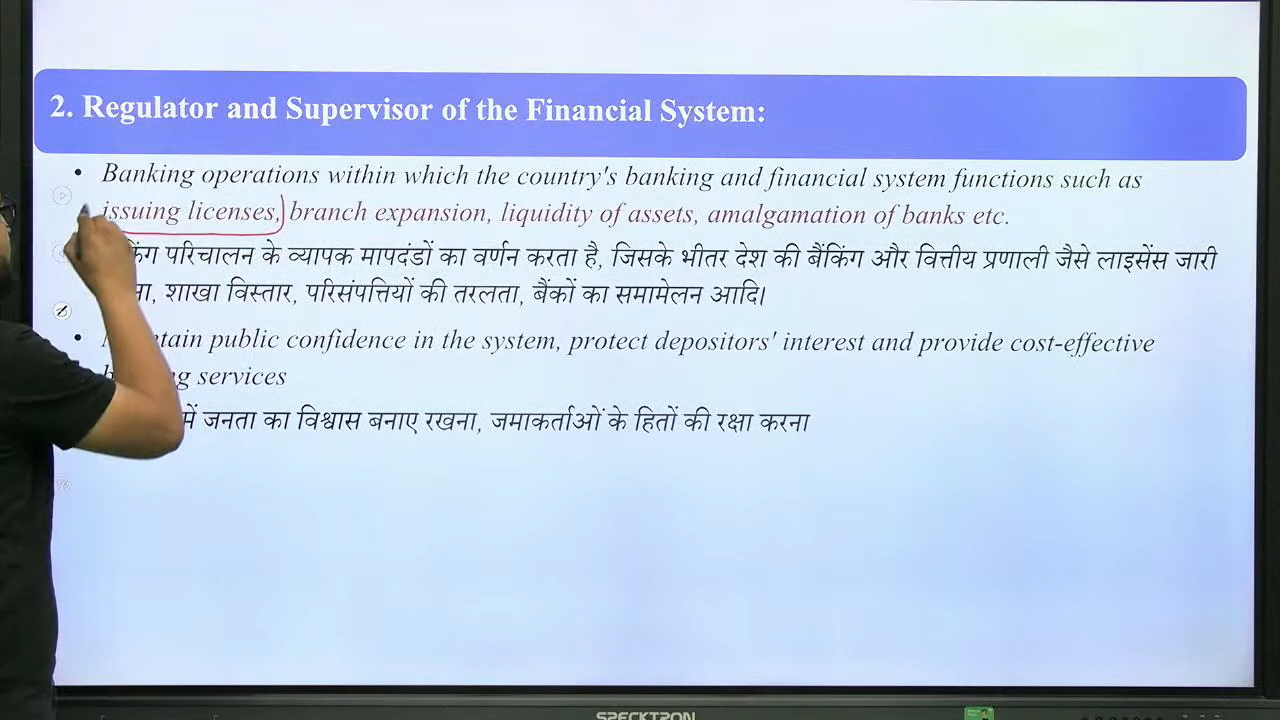 2. Regulator and Supervisor of the Financial System:
• Banking operations within which the country's banking and financial system functions such as
issuing licenses, branch expansion, liquidity of assets, amalgamation of banks etc.
परिचालन के व्यापक मापदंडों का वर्णन करता है, जिसके भीतर देश की बैंकिंग और वित्तीय प्रणाली जैसे लाइसेंस जारी
शाखा विस्तार, परिसंपत्तियों की तरलता, बैंकों का समामेलन आदि।
• public confidence in the system, protect depositors' interest and provide cost-effective
services
में जनता का विश्वास बनाए रखना, जमाकर्ताओं के हितों की रक्षा करना
SPECKTRON